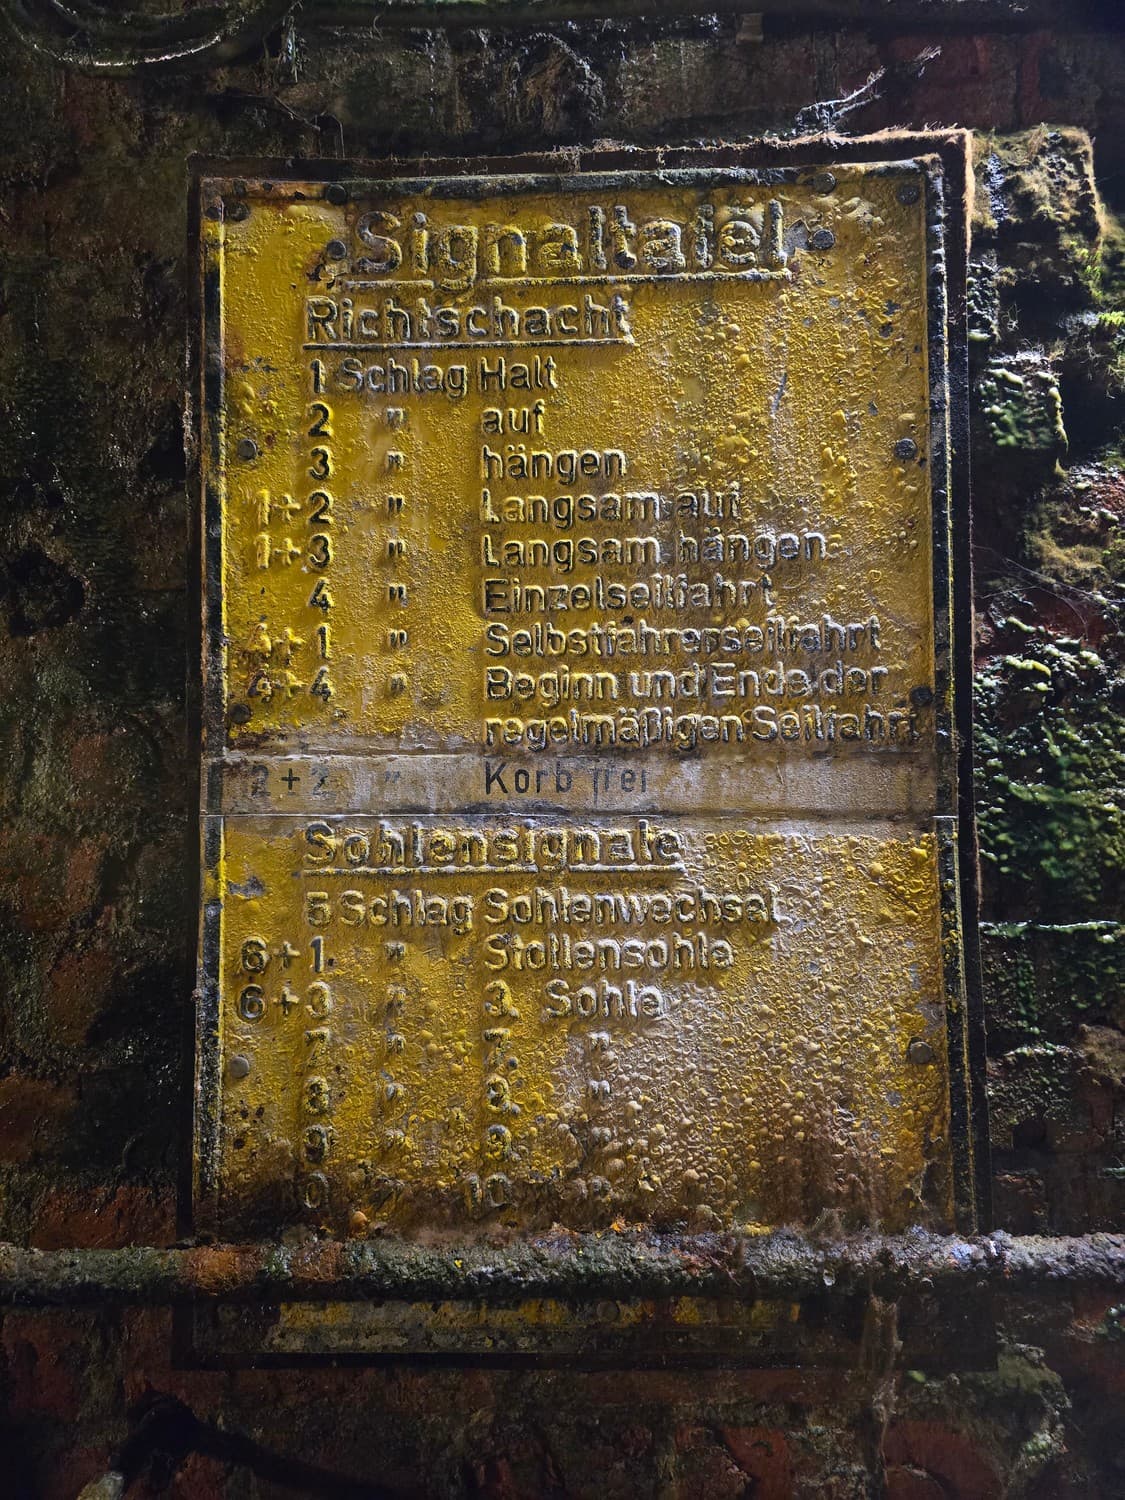 Signaltafel
Richtschacht
1 Schlag Halt
2 " auf
3 " hängen
1+2 " Langsam auf
1+3 " Langsam hängen
4 " Einzelseilfahrt
4+1 " Selbstfahrerseilfahrt
4+4 " Beginn und Ende der
regelmäßigen Seilfahrt
2+2 " Korb frei
Sohlensignale
5 Schlag Sohlenwechsel
6+1 " Stollensohle
6+3 " 3. Sohle
7 " 7. "
8 " 8. "
9 " 9. "
10 " 10. "